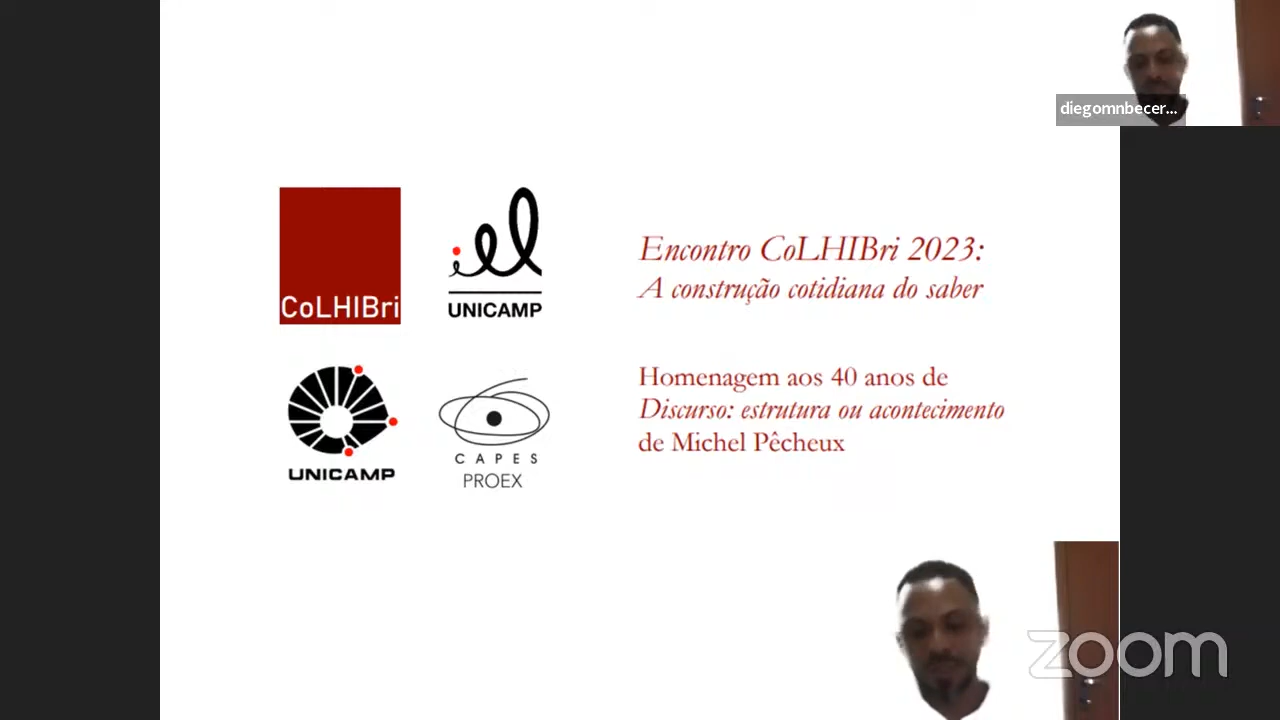 diegomnbecer...
CoLHIBri
iel
UNICAMP
Encontro CoLHIBri 2023:
A construção cotidiana do saber
UNICAMP
CAPES
PROEX
Homenagem aos 40 anos de
Discurso: estrutura ou acontecimento
de Michel Pêcheux
zoom